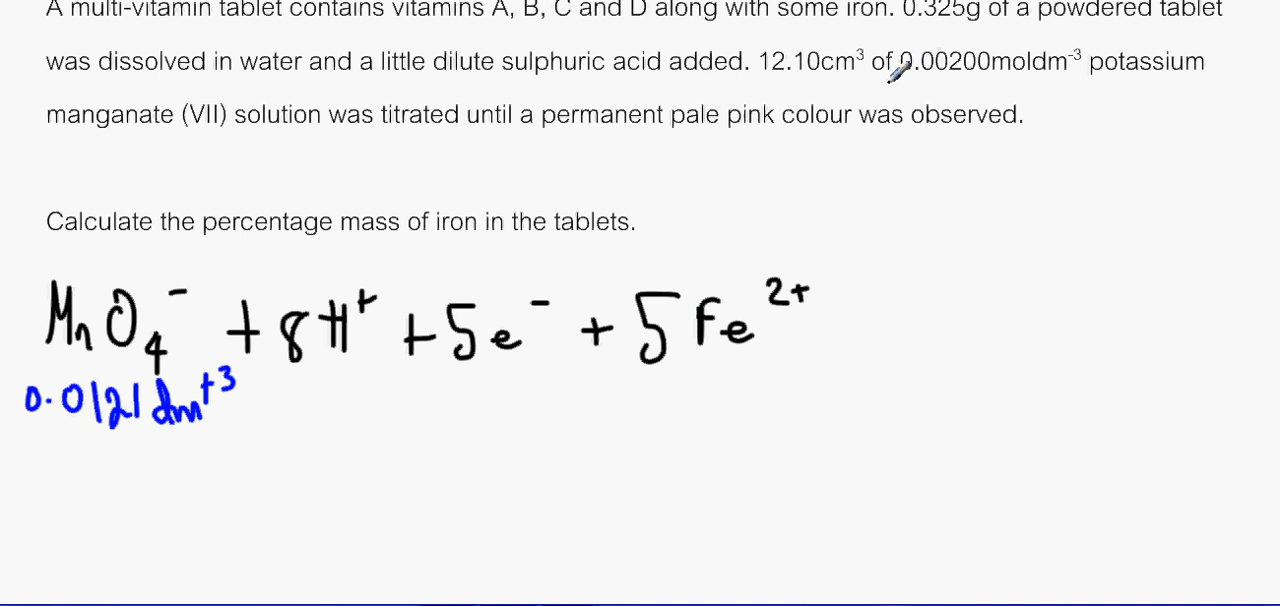 A multi-vitamin tablet contains vitamins A, B, C and D along with some iron. 0.325g of a powdered tablet
was dissolved in water and a little dilute sulphuric acid added. 12.10cm³ of 0.00200moldm⁻³ potassium
manganate (VII) solution was titrated until a permanent pale pink colour was observed.
Calculate the percentage mass of iron in the tablets.
MnO₄⁻ + 8H⁺ + 5e⁻ + 5Fe²⁺
0.0121 dm⁺³